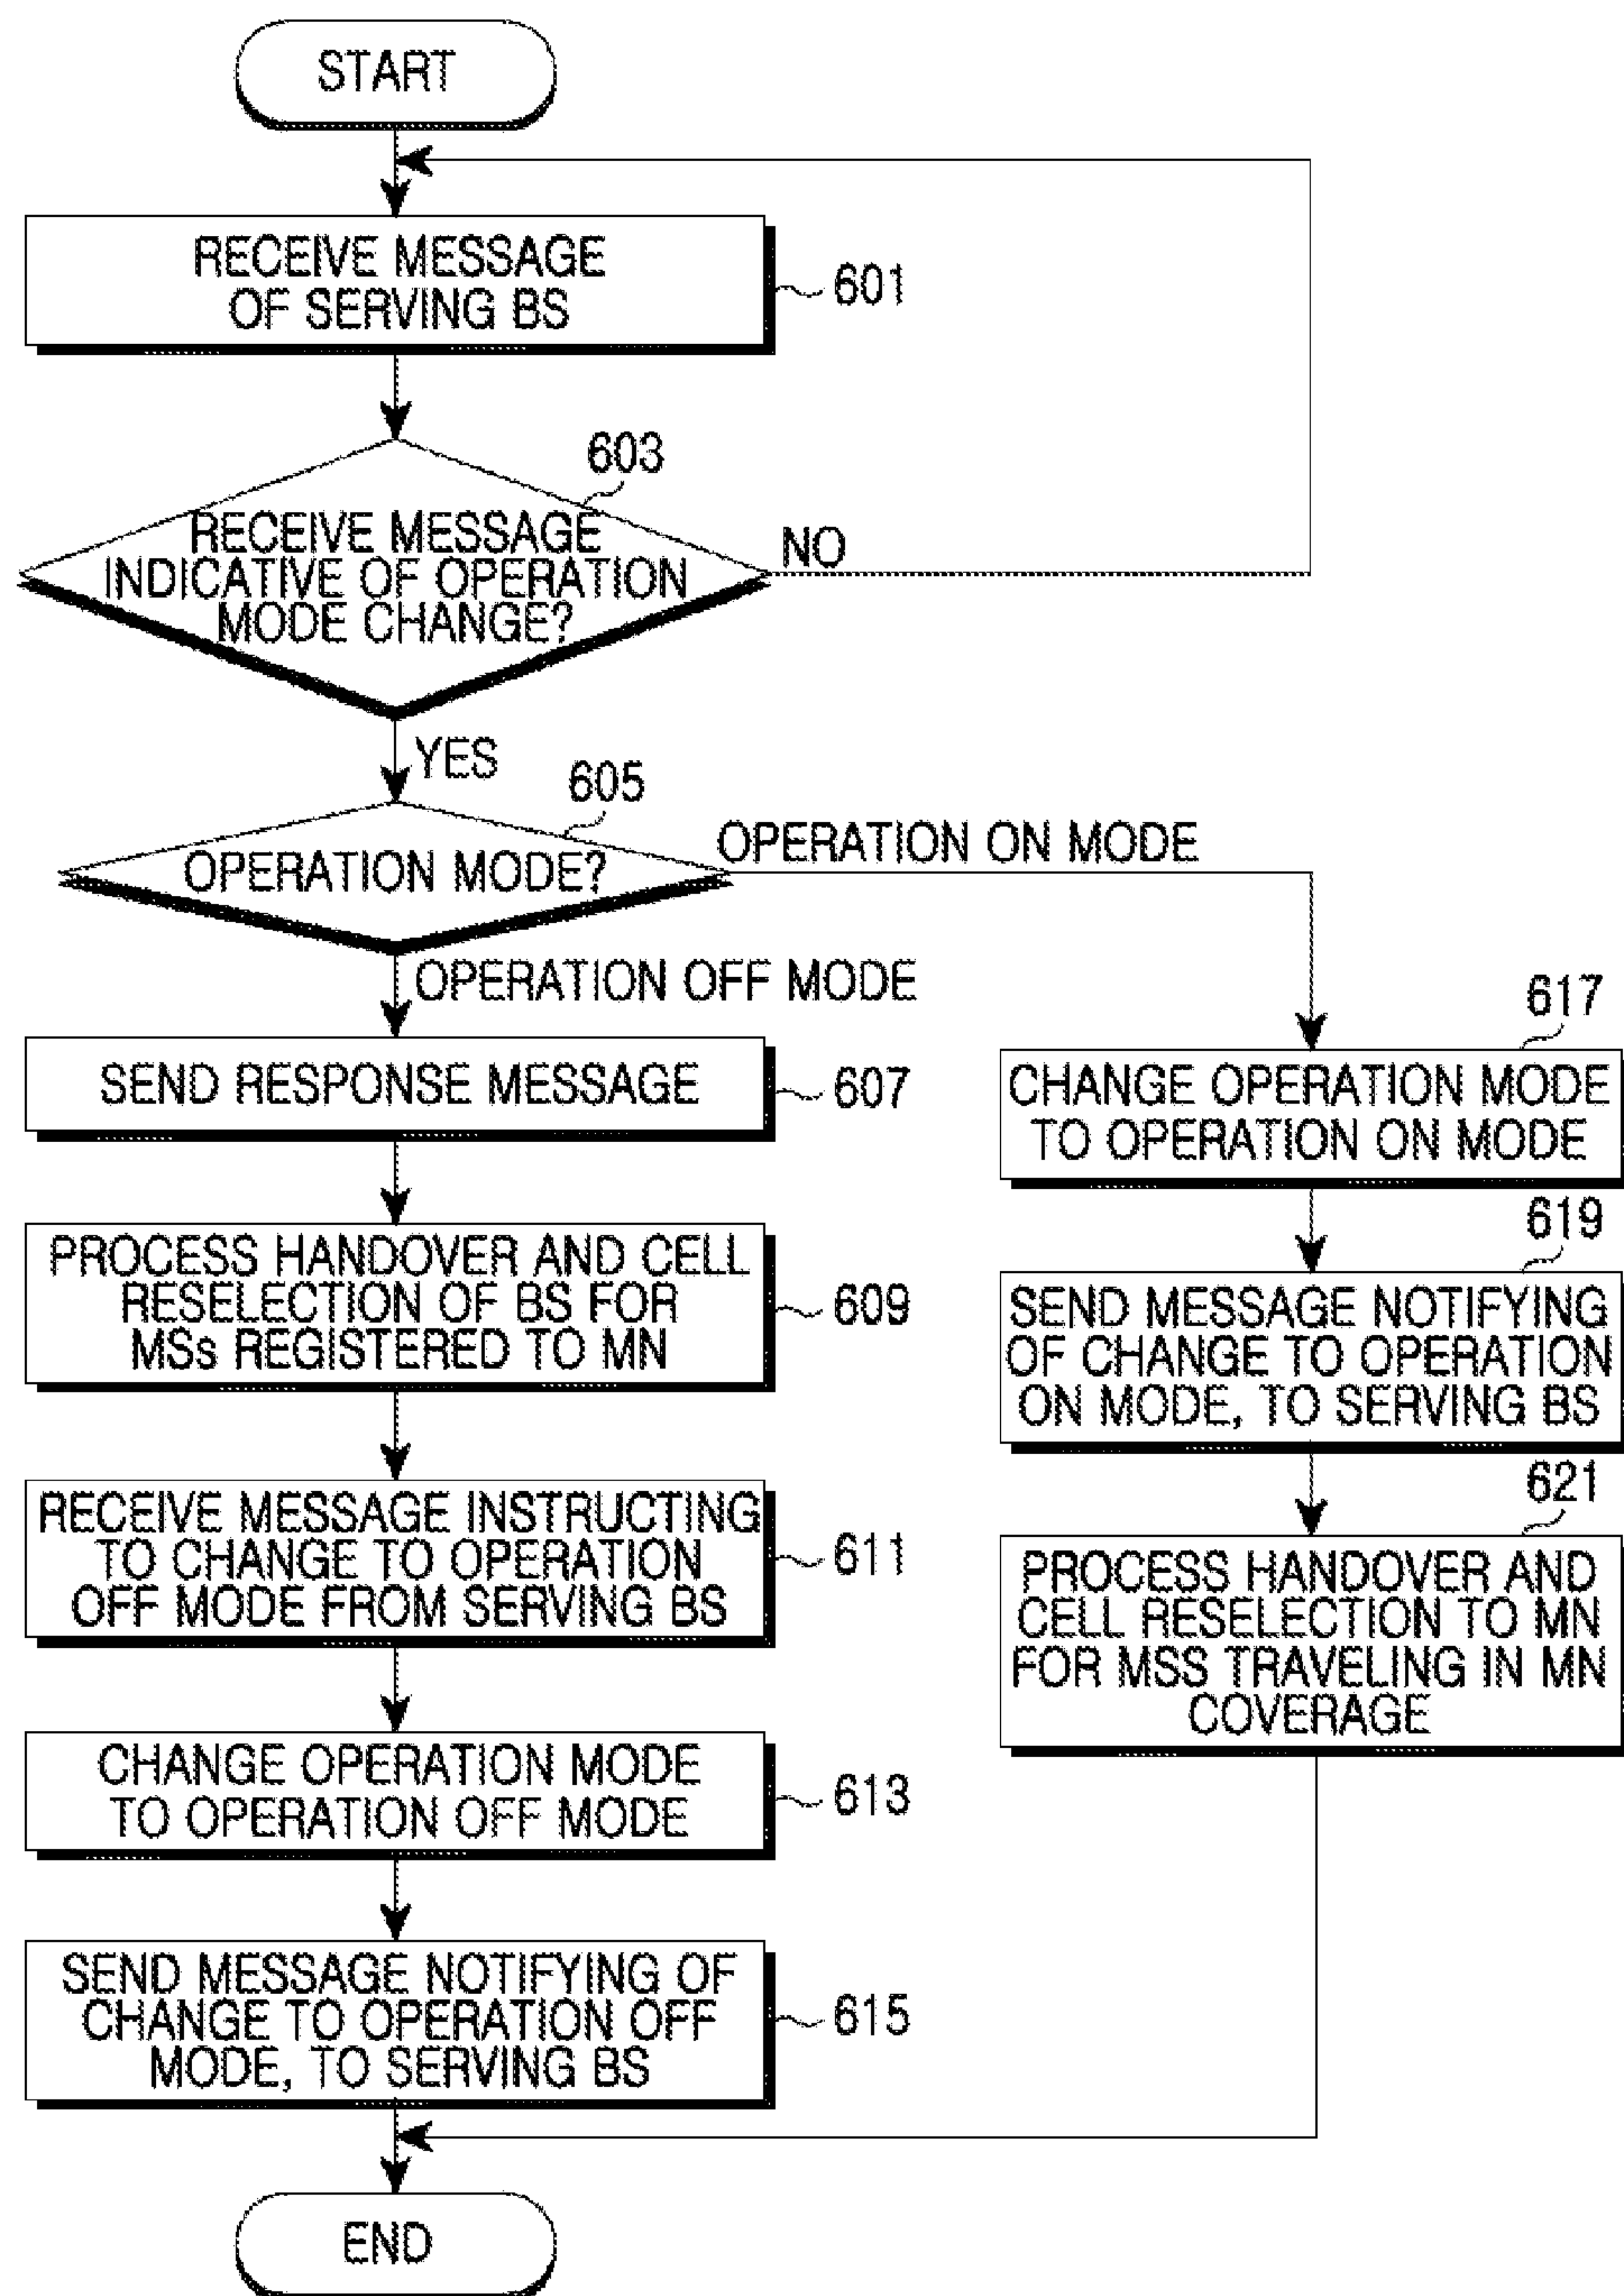 START
RECEIVE MESSAGE
OF SERVING BS
601
603
RECEIVE MESSAGE
INDICATIVE OF OPERATION
MODE CHANGE?
NO
YES
605
OPERATION MODE?
OPERATION ON MODE
OPERATION OFF MODE
SEND RESPONSE MESSAGE
607
PROCESS HANDOVER AND CELL
RESELECTION OF BS FOR
MSs REGISTERED TO MN
609
RECEIVE MESSAGE INSTRUCTING
TO CHANGE TO OPERATION
OFF MODE FROM SERVING BS
611
CHANGE OPERATION MODE
TO OPERATION OFF MODE
613
SEND MESSAGE NOTIFYING OF
CHANGE TO OPERATION OFF
MODE, TO SERVING BS
615
617
CHANGE OPERATION MODE
TO OPERATION ON MODE
619
SEND MESSAGE NOTIFYING
OF CHANGE TO OPERATION
ON MODE, TO SERVING BS
621
PROCESS HANDOVER AND
CELL RESELECTION TO MN
FOR MSS TRAVELING IN MN
COVERAGE
END